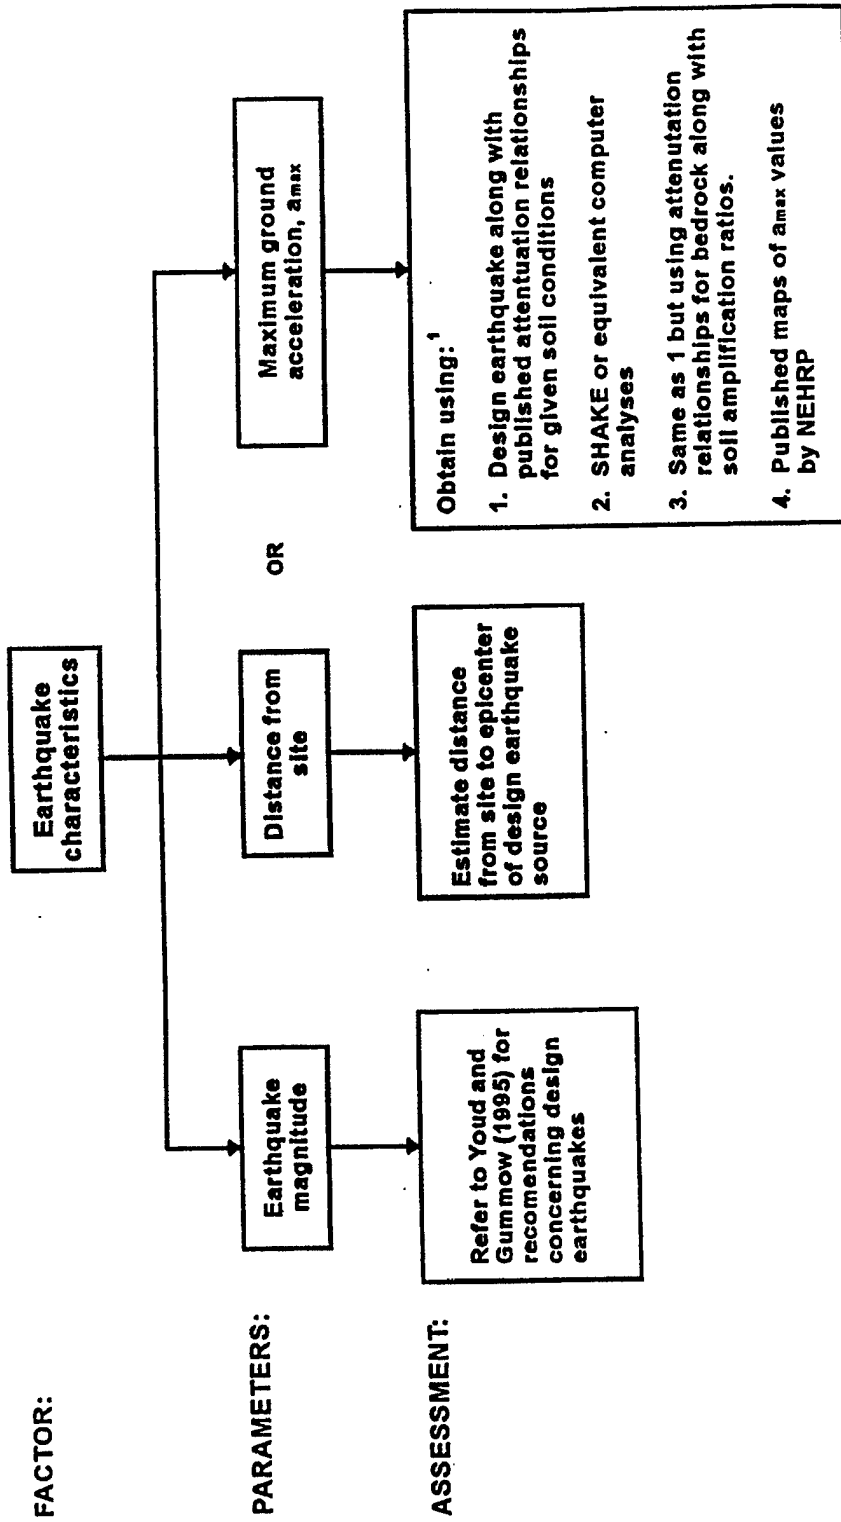 FACTOR:
Earthquake
characteristics
PARAMETERS:
Earthquake
magnitude
Distance from
site
OR
Maximum ground
acceleration, amax
ASSESSMENT:
Refer to Youd and
Gummow (1995) for
recomendations
concerning design
earthquakes
Estimate distance
from site to epicenter
of design earthquake
source
Obtain using:1
1. Design earthquake along with
published attentuation relationships
for given soil conditions
2. SHAKE or equivalent computer
analyses
3. Same as 1 but using attenutation
relationships for bedrock along with
soil amplification ratios.
4. Published maps of amax values
by NEHRP